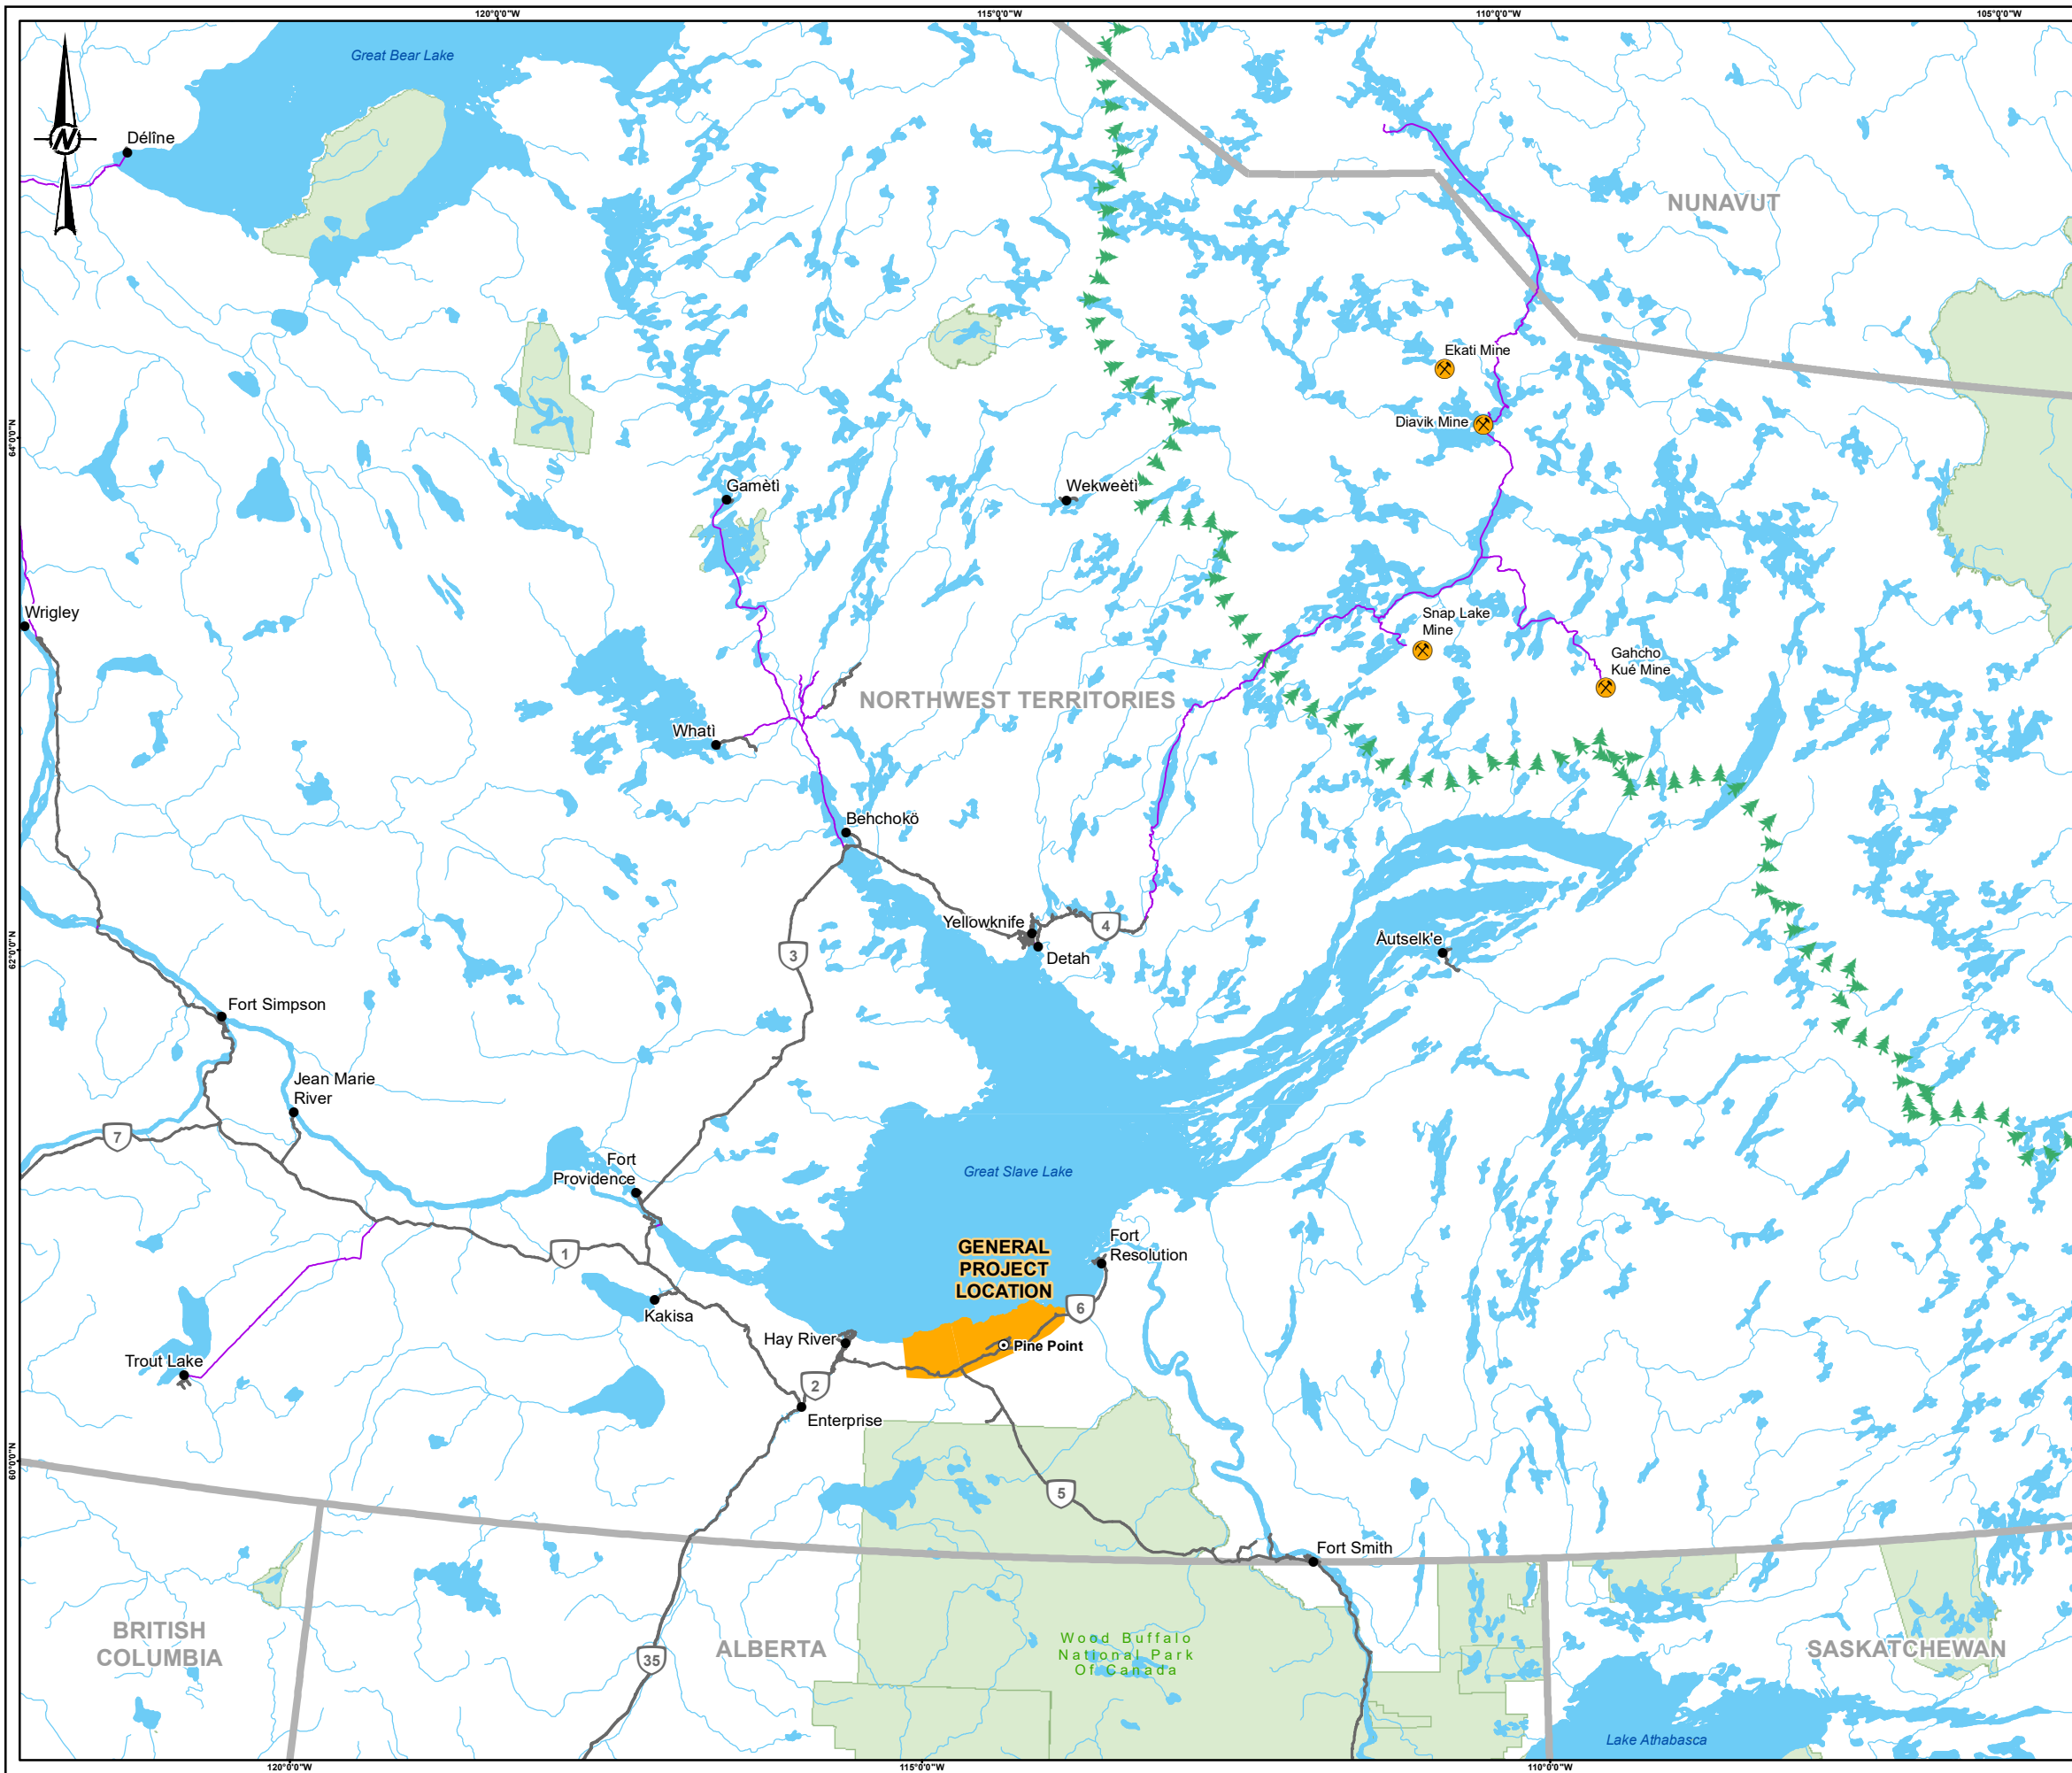 120°0'0"W
115°0'0"W
110°0'0"W
105°0'0"W
Great Bear Lake
N
Délîne
NUNAVUT
Ekati Mine
Diavik Mine
64°0'0"N
Gamètì
Wekweètì
Wrigley
Snap Lake
Mine
Gahcho
Kué Mine
NORTHWEST TERRITORIES
Whatì
Behchokö
Yellowknife
4
Detah
3
Åutselk'e
62°0'0"N
Fort Simpson
Jean Marie
River
7
Fort
Providence
Great Slave Lake
1
GENERAL
PROJECT
LOCATION
Fort
Resolution
6
Kakisa
Hay River
Pine Point
Trout Lake
2
Enterprise
60°0'0"N
5
Fort Smith
BRITISH
COLUMBIA
35
ALBERTA
Wood Buffalo
National Park
Of Canada
SASKATCHEWAN
Lake Athabasca
120°0'0"W
115°0'0"W
110°0'0"W